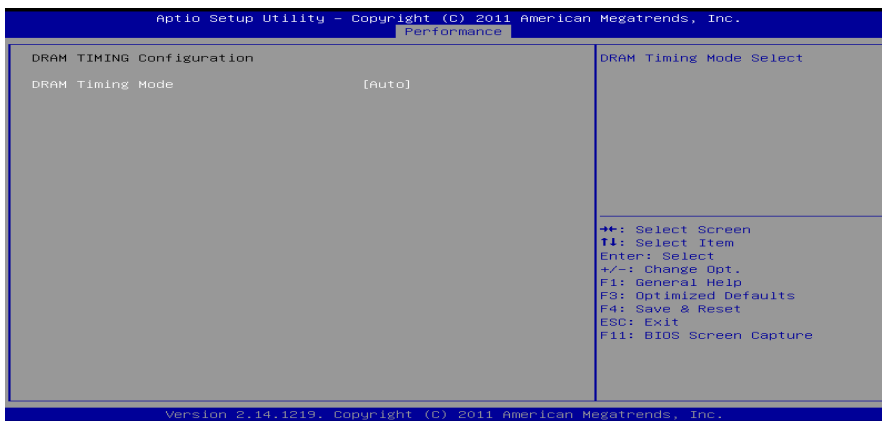 Aptio Setup Utility – Copyright (C) 2011 American Megatrends, Inc.
Performance
DRAM TIMING Configuration
DRAM Timing Mode [Auto]
DRAM Timing Mode Select
→←: Select Screen
↑↓: Select Item
Enter: Select
+/-: Change Opt.
F1: General Help
F3: Optimized Defaults
F4: Save & Reset
ESC: Exit
F11: BIOS Screen Capture
Version 2.14.1219. Copyright (C) 2011 American Megatrends, Inc.